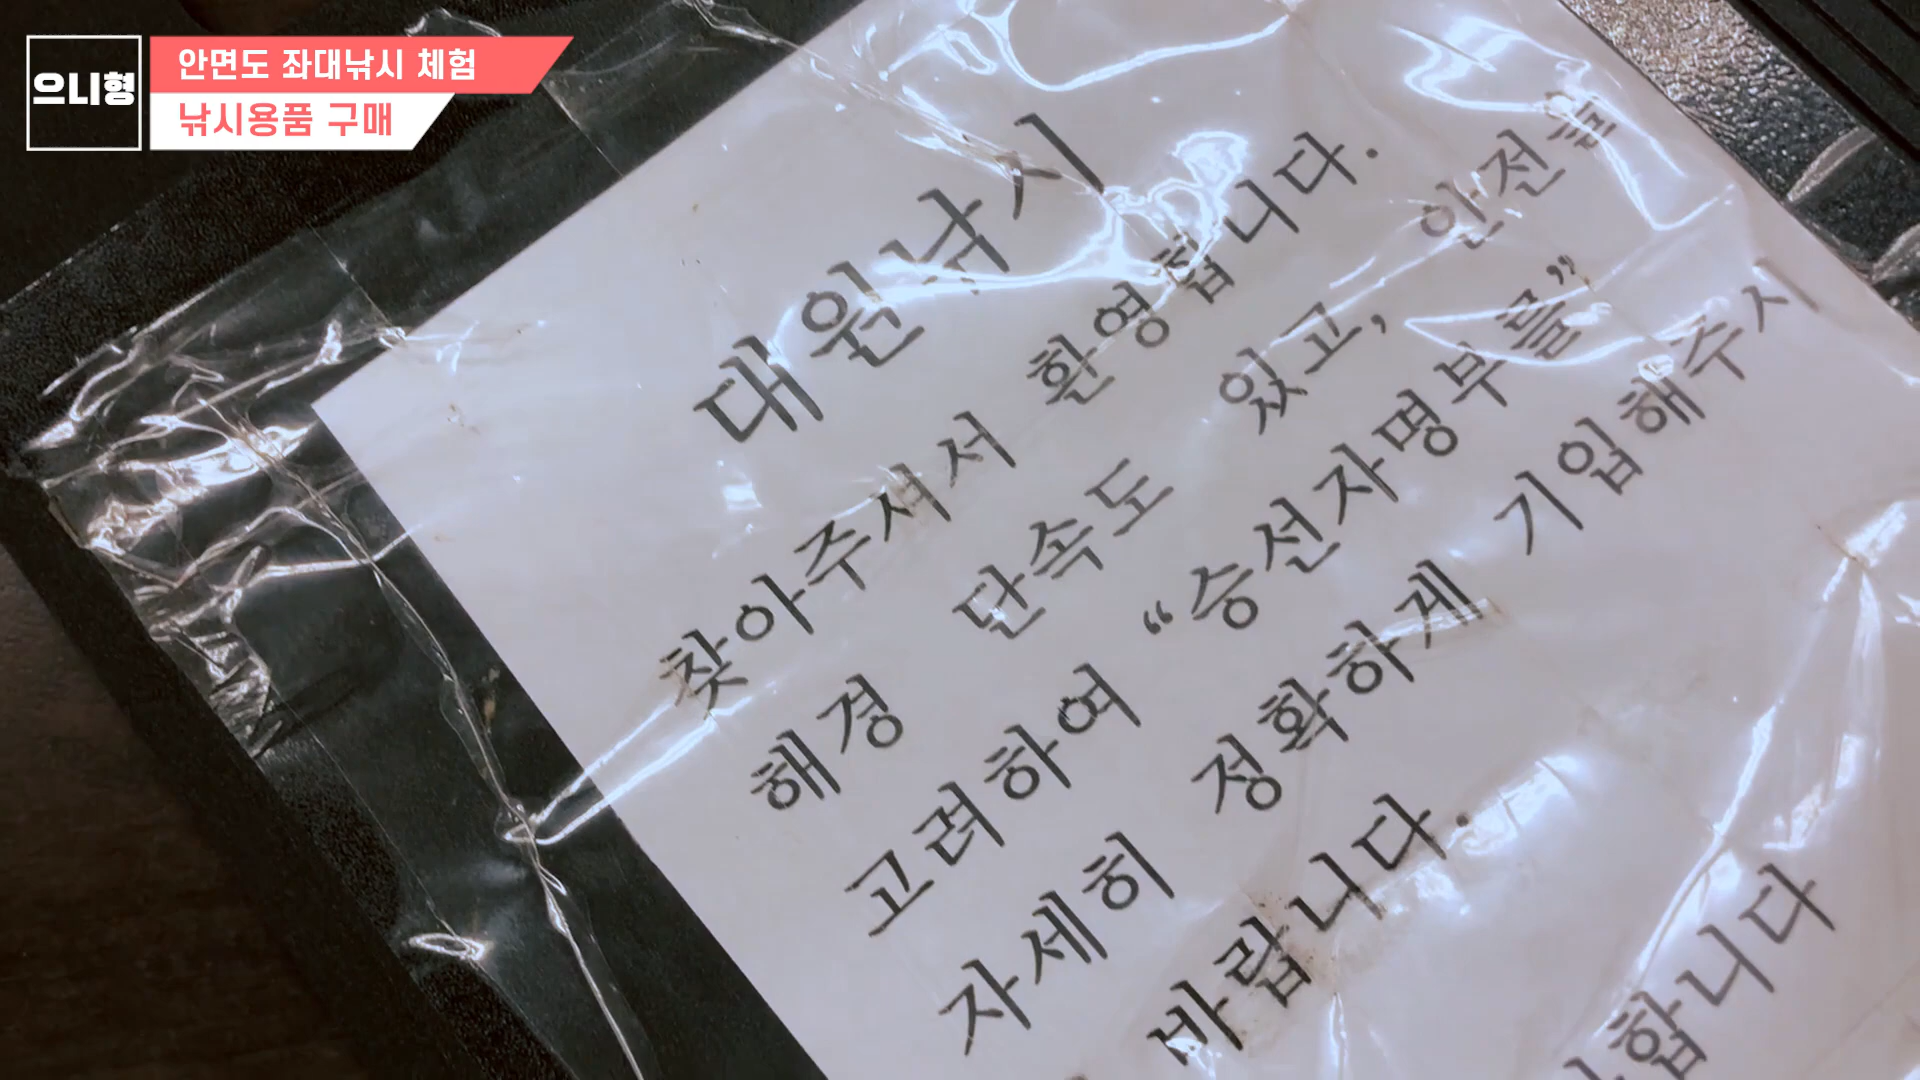 으니형
안면도 좌대낚시 체험
낚시용품 구매
대원낚시
찾아주셔서 환영합니다.
해경 단속도 있고, 안전을
고려하여 “승선자명부를”
자세히 정확하게 기입해주시
바랍니다.
합니다